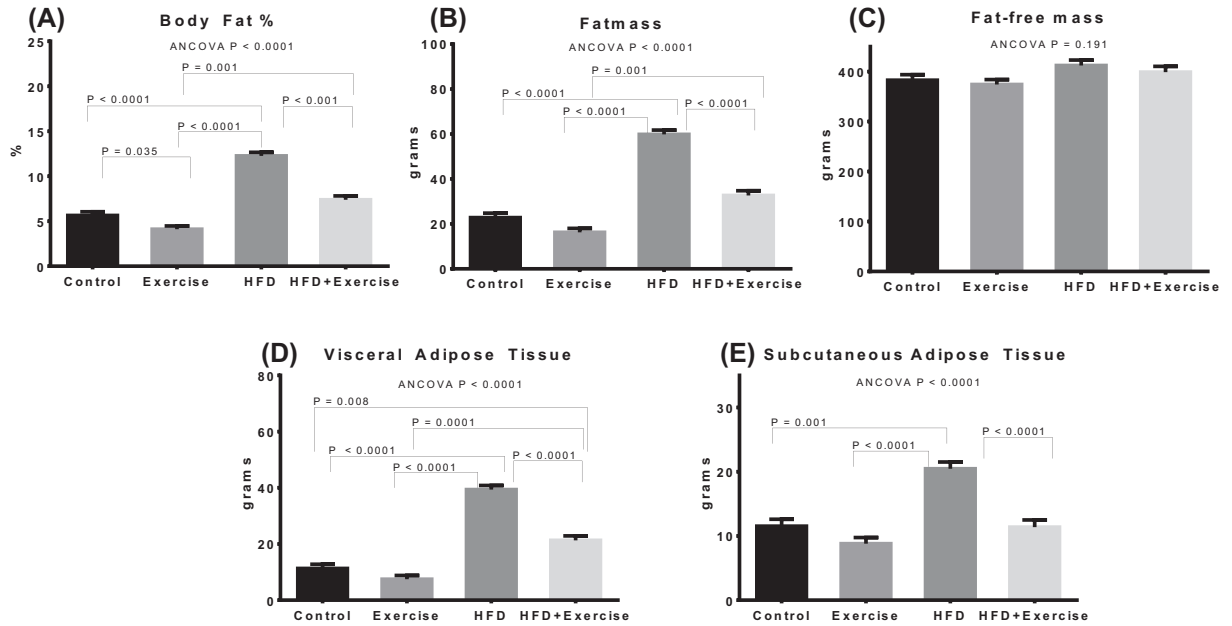 (A)
Body Fat %
ANCOVA P < 0.0001
P = 0.001
P < 0.0001
P < 0.001
P < 0.0001
P = 0.035
25
20
15
10
5
0
%
Control Exercise HFD HFD+Exercise
(B)
Fatmass
ANCOVA P < 0.0001
P = 0.001
P < 0.0001
P < 0.0001
P < 0.0001
100
80
60
40
20
0
grams
Control Exercise HFD HFD+Exercise
(C)
Fat-free mass
ANCOVA P = 0.191
400
300
200
100
0
grams
Control Exercise HFD HFD+Exercise
(D)
Visceral Adipose Tissue
ANCOVA P < 0.0001
P = 0.008
P = 0.0001
P < 0.0001
P < 0.0001
P < 0.0001
80
60
40
20
0
grams
Control Exercise HFD HFD+Exercise
(E)
Subcutaneous Adipose Tissue
ANCOVA P < 0.0001
P = 0.001
P < 0.0001
P < 0.0001
30
20
10
0
grams
Control Exercise HFD HFD+Exercise